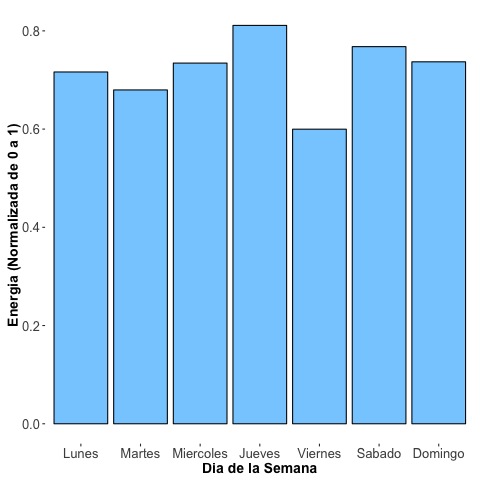 Energia (Normalizada de 0 a 1)
0.8
0.6
0.4
0.2
0.0
Lunes Martes Miercoles Jueves Viernes Sabado Domingo
Dia de la Semana